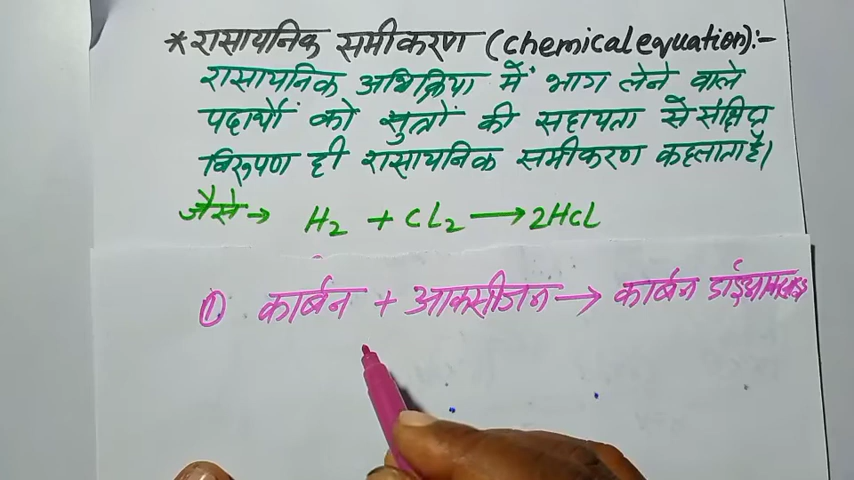 * रासायनिक समीकरण (chemical equation):-
रासायनिक अभिक्रिया में भाग लेने वाले
पदार्थों को सुत्रों की सहायता से संक्षिप्त
निरूपण ही रासायनिक समीकरण कहलाता है।
जैसे → H₂ + Cl₂ → 2HCl
① कार्बन + आक्सीजन → कार्बन डाईआक्साइड